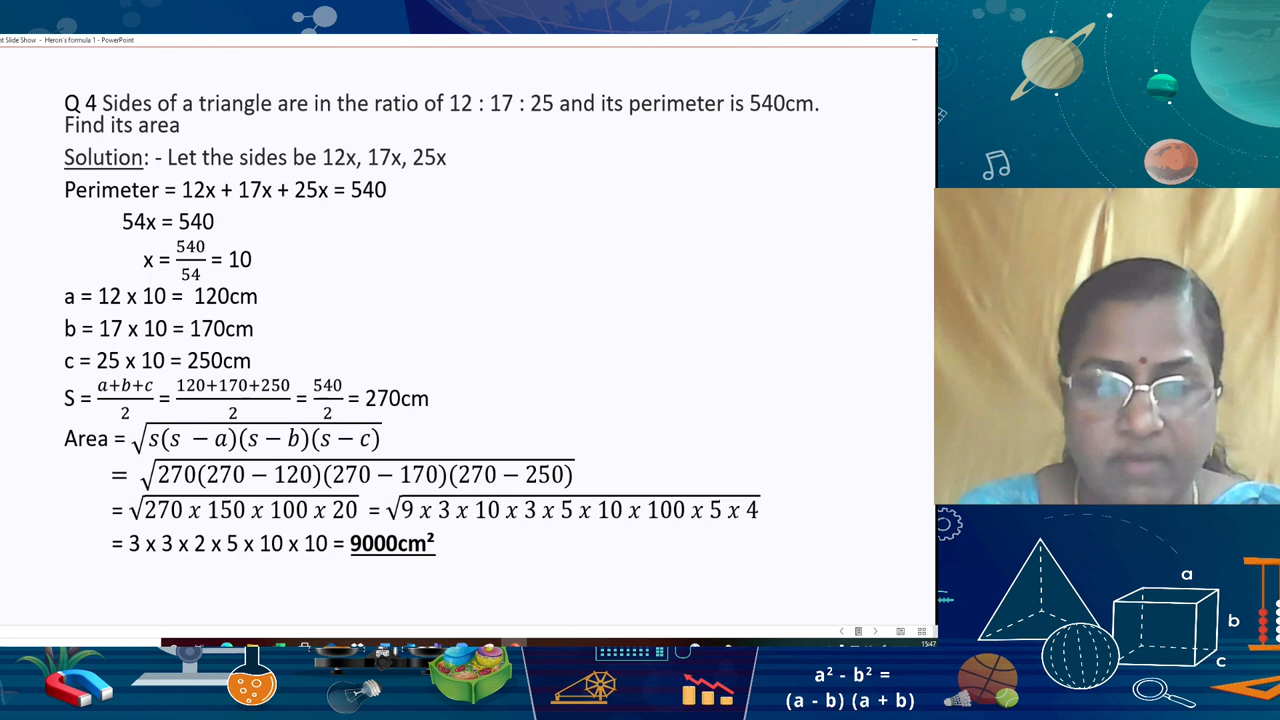 nt Slide Show - Heron's formula 1 - PowerPoint
Q 4 Sides of a triangle are in the ratio of 12 : 17 : 25 and its perimeter is 540cm.
Find its area
Solution: - Let the sides be 12x, 17x, 25x
Perimeter = 12x + 17x + 25x = 540
54x = 540
x = 540/54 = 10
a = 12 x 10 = 120cm
b = 17 x 10 = 170cm
c = 25 x 10 = 250cm
S = a+b+c/2 = 120+170+250/2 = 540/2 = 270cm
Area = √s(s − a)(s − b)(s − c)
= √270(270 − 120)(270 − 170)(270 − 250)
= √270 x 150 x 100 x 20 = √9 x 3 x 10 x 3 x 5 x 10 x 100 x 5 x 4
= 3 x 3 x 2 x 5 x 10 x 10 = 9000cm²
15:47
a
b
c
a² - b² =
(a - b) (a + b)